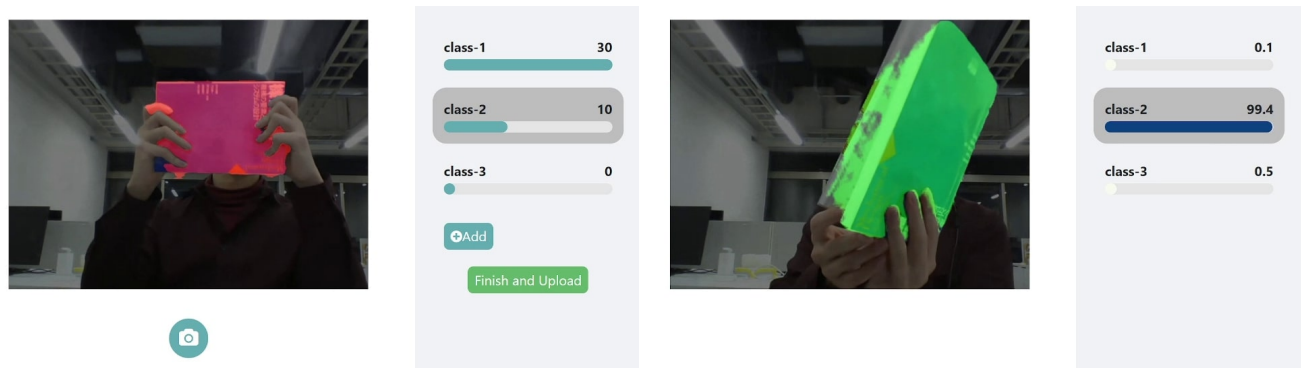 class-1 30
class-2 10
class-3 0
Add
Finish and Upload
class-1 0.1
class-2 99.4
class-3 0.5